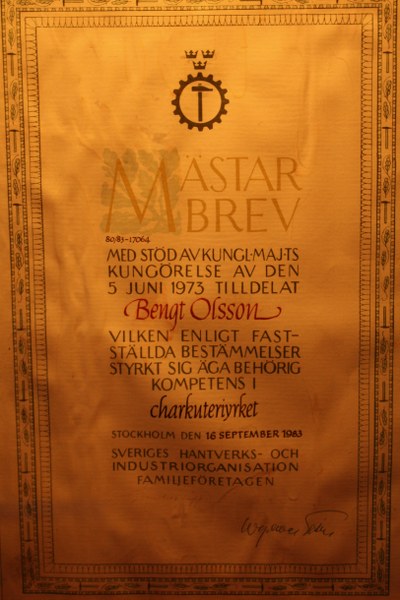 MÄSTAR
BREV
80/83-17064
MED STÖD AV KUNGL·MAJ·TS
KUNGÖRELSE AV DEN
5 JUNI 1973 TILLDELAT
Bengt Olsson
VILKEN ENLIGT FAST-
STÄLLDA BESTÄMMELSER
STYRKT SIG ÄGA BEHÖRIG
KOMPETENS I
charkuteriyrket
STOCKHOLM DEN 16 SEPTEMBER 1983
SVERIGES HANTVERKS- OCH
INDUSTRIORGANISATION
FAMILJEFÖRETAGEN